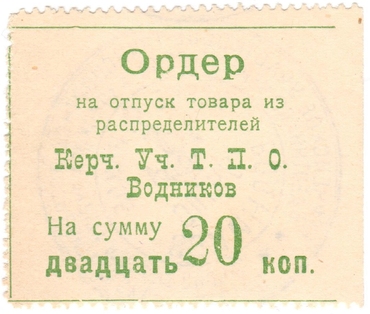 Ордер
на отпуск товара из
распределителей
Керч. Уч. Т. П. О.
Водников
На сумму 20
двадцать коп.